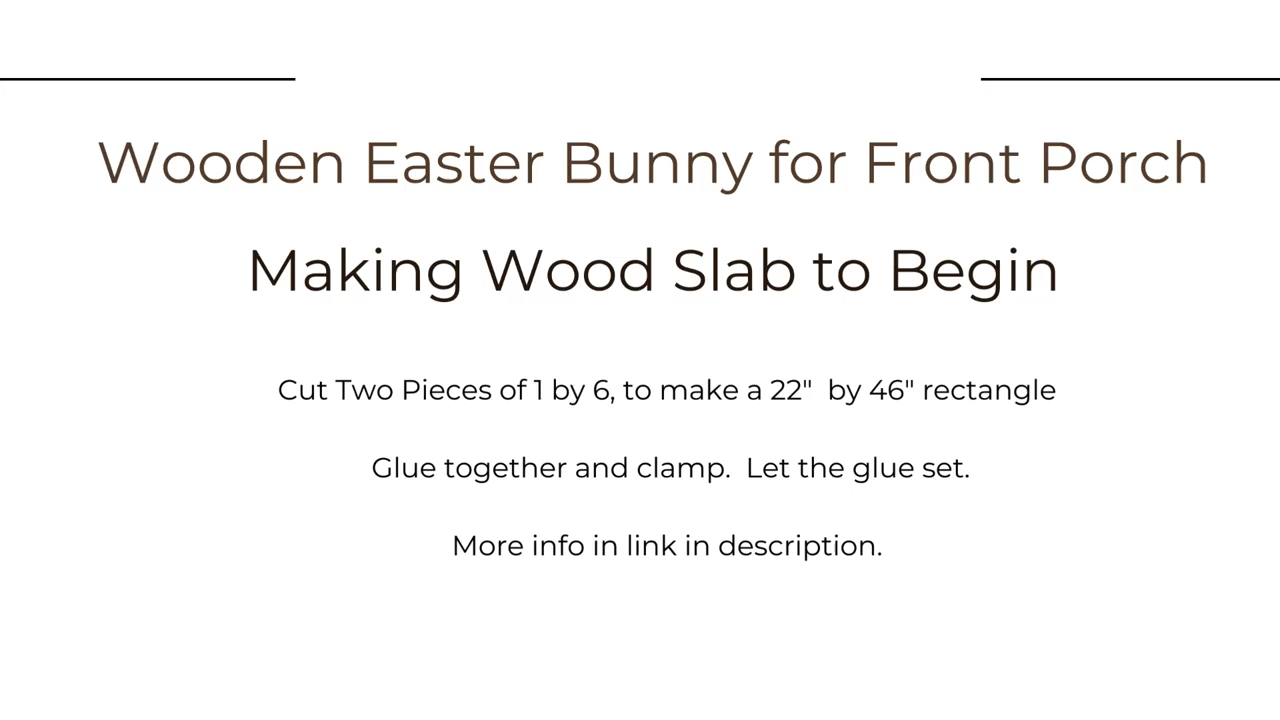 Wooden Easter Bunny for Front Porch
Making Wood Slab to Begin
Cut Two Pieces of 1 by 6, to make a 22"  by 46" rectangle
Glue together and clamp.  Let the glue set.
More info in link in description.